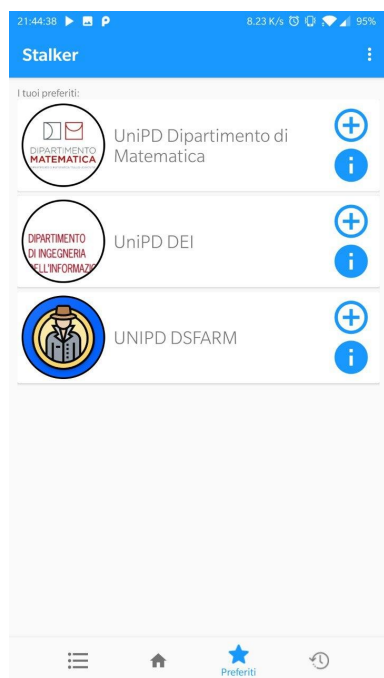 21:44:38 8.23 K/s 95%
Stalker
I tuoi preferiti:
DIPARTIMENTO
MATEMATICA
UniPD Dipartimento di
Matematica
DIPARTIMENTO
DI INGEGNERIA
ELL'INFORMAZIO
UniPD DEI
UNIPD DSFARM
Preferiti